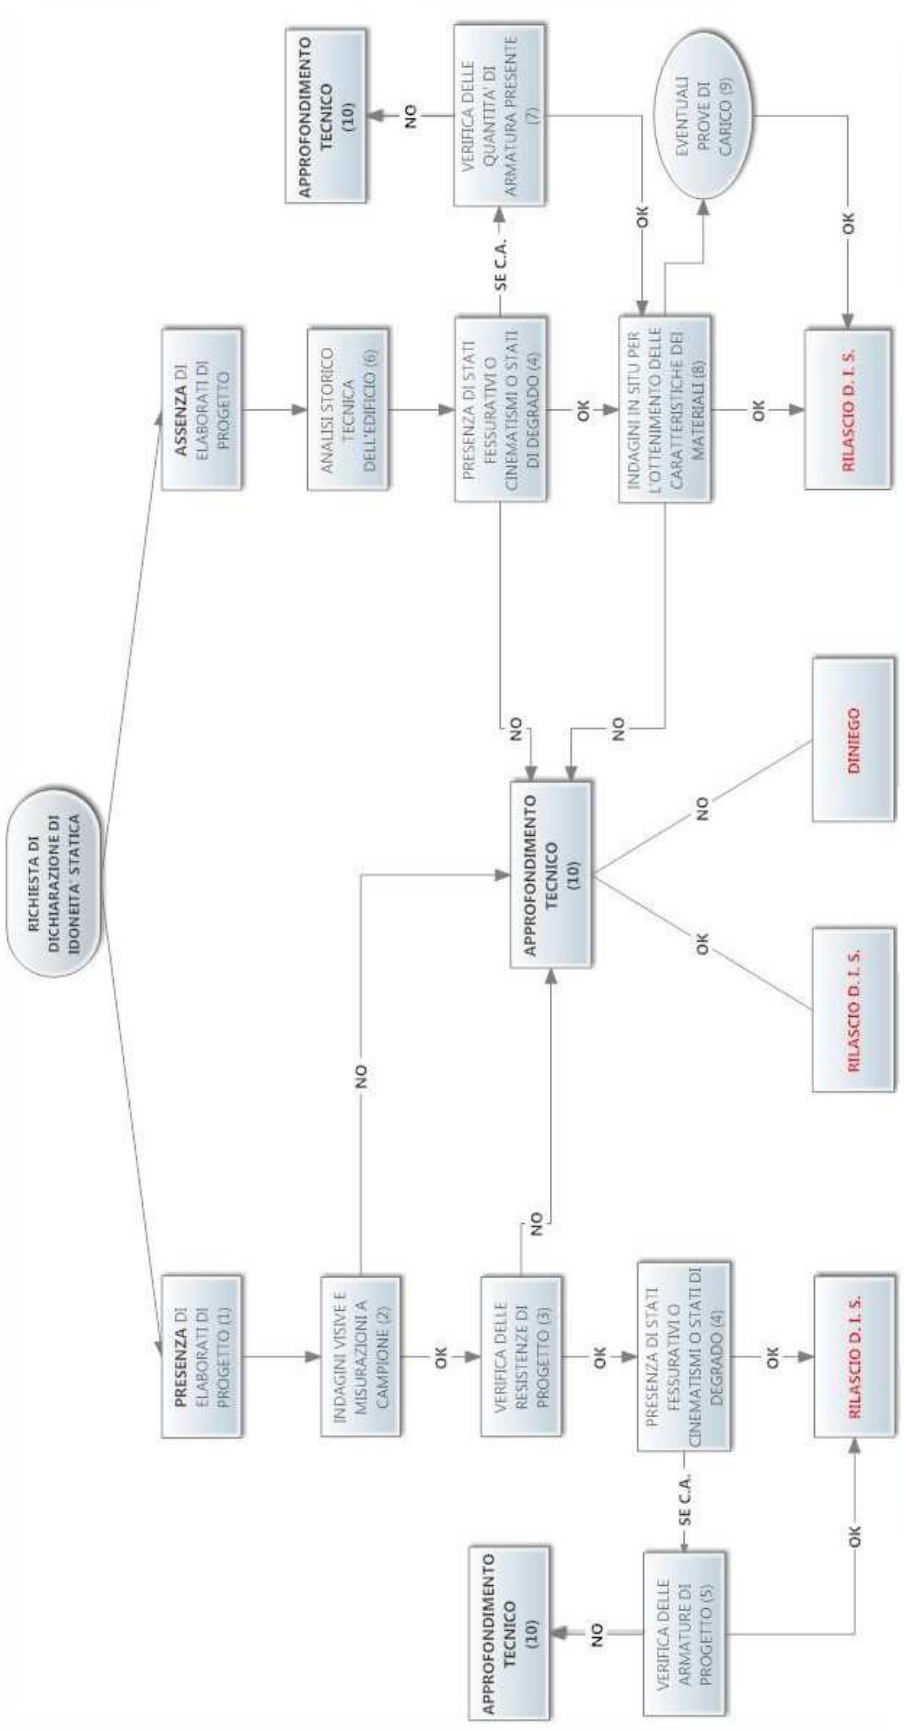 RICHIESTA DI
DICHIARAZIONE DI
IDONEITA' STATICA
PRESENZA DI
ELABORATI DI
PROGETTO (1)
ASSENZA DI
ELABORATI DI
PROGETTO
INDAGINI VISIVE E
MISURAZIONI A
CAMPIONE (2)
NO
OK
VERIFICA DELLE
RESISTENZE DI
PROGETTO (3)
NO
OK
PRESENZA DI STATI
FESSURATIVI O
CINEMATISMI O STATI DI
DEGRADO (4)
SE C.A.
OK
VERIFICA DELLE
ARMATURE DI
PROGETTO (5)
NO
APPROFONDIMENTO
TECNICO
(10)
OK
RILASCIO D. I. S.
APPROFONDIMENTO
TECNICO
(10)
OK
NO
RILASCIO D. I. S.
DINIEGO
ANALISI STORICO
TECNICA
DELL'EDIFICIO (6)
PRESENZA DI STATI
FESSURATIVI O
CINEMATISMI O STATI
DI DEGRADO (4)
NO
SE C.A.
OK
VERIFICA DELLE
QUANTITA' DI
ARMATURA PRESENTE
(7)
NO
APPROFONDIMENTO
TECNICO
(10)
OK
INDAGINI IN SITU PER
L'OTTENIMENTO DELLE
CARATTERISTICHE DEI
MATERIALI (8)
NO
OK
EVENTUALI
PROVE DI
CARICO (9)
OK
RILASCIO D. I. S.